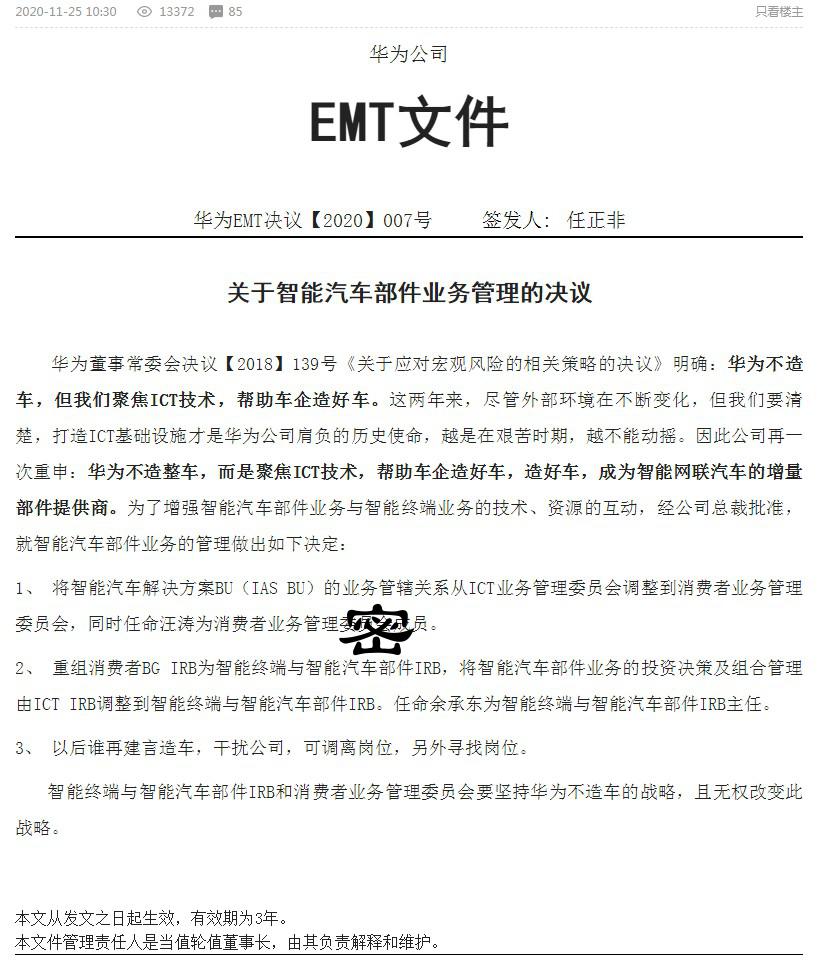 2020-11-25 10:30 13372 85 只看楼主
华为公司
EMT文件
华为EMT决议【2020】007号 签发人: 任正非
关于智能汽车部件业务管理的决议
华为董事常委会决议【2018】139号《关于应对宏观风险的相关策略的决议》明确: 华为不造
车,但我们聚焦ICT技术,帮助车企造好车。这两年来,尽管外部环境在不断变化,但我们要清
楚,打造ICT基础设施才是华为公司肩负的历史使命,越是在艰苦时期,越不能动摇。因此公司再一
次重申: 华为不造整车,而是聚焦ICT技术,帮助车企造好车,造好车,成为智能网联汽车的增量
部件提供商。为了增强智能汽车部件业务与智能终端业务的技术、资源的互动,经公司总裁批准,
就智能汽车部件业务的管理做出如下决定:
1、 将智能汽车解决方案BU(IAS BU)的业务管辖关系从ICT业务管理委员会调整到消费者业务管理
委员会,同时任命汪涛为消费者业务管理委员会成员。
密
2、 重组消费者BG IRB为智能终端与智能汽车部件IRB,将智能汽车部件业务的投资决策及组合管理
由ICT IRB调整到智能终端与智能汽车部件IRB。任命余承东为智能终端与智能汽车部件IRB主任。
3、 以后谁再建言造车,干扰公司,可调离岗位,另外寻找岗位。
智能终端与智能汽车部件IRB和消费者业务管理委员会要坚持华为不造车的战略,且无权改变此
战略。
本文从发文之日起生效,有效期为3年。
本文件管理责任人是当值轮值董事长,由其负责解释和维护。